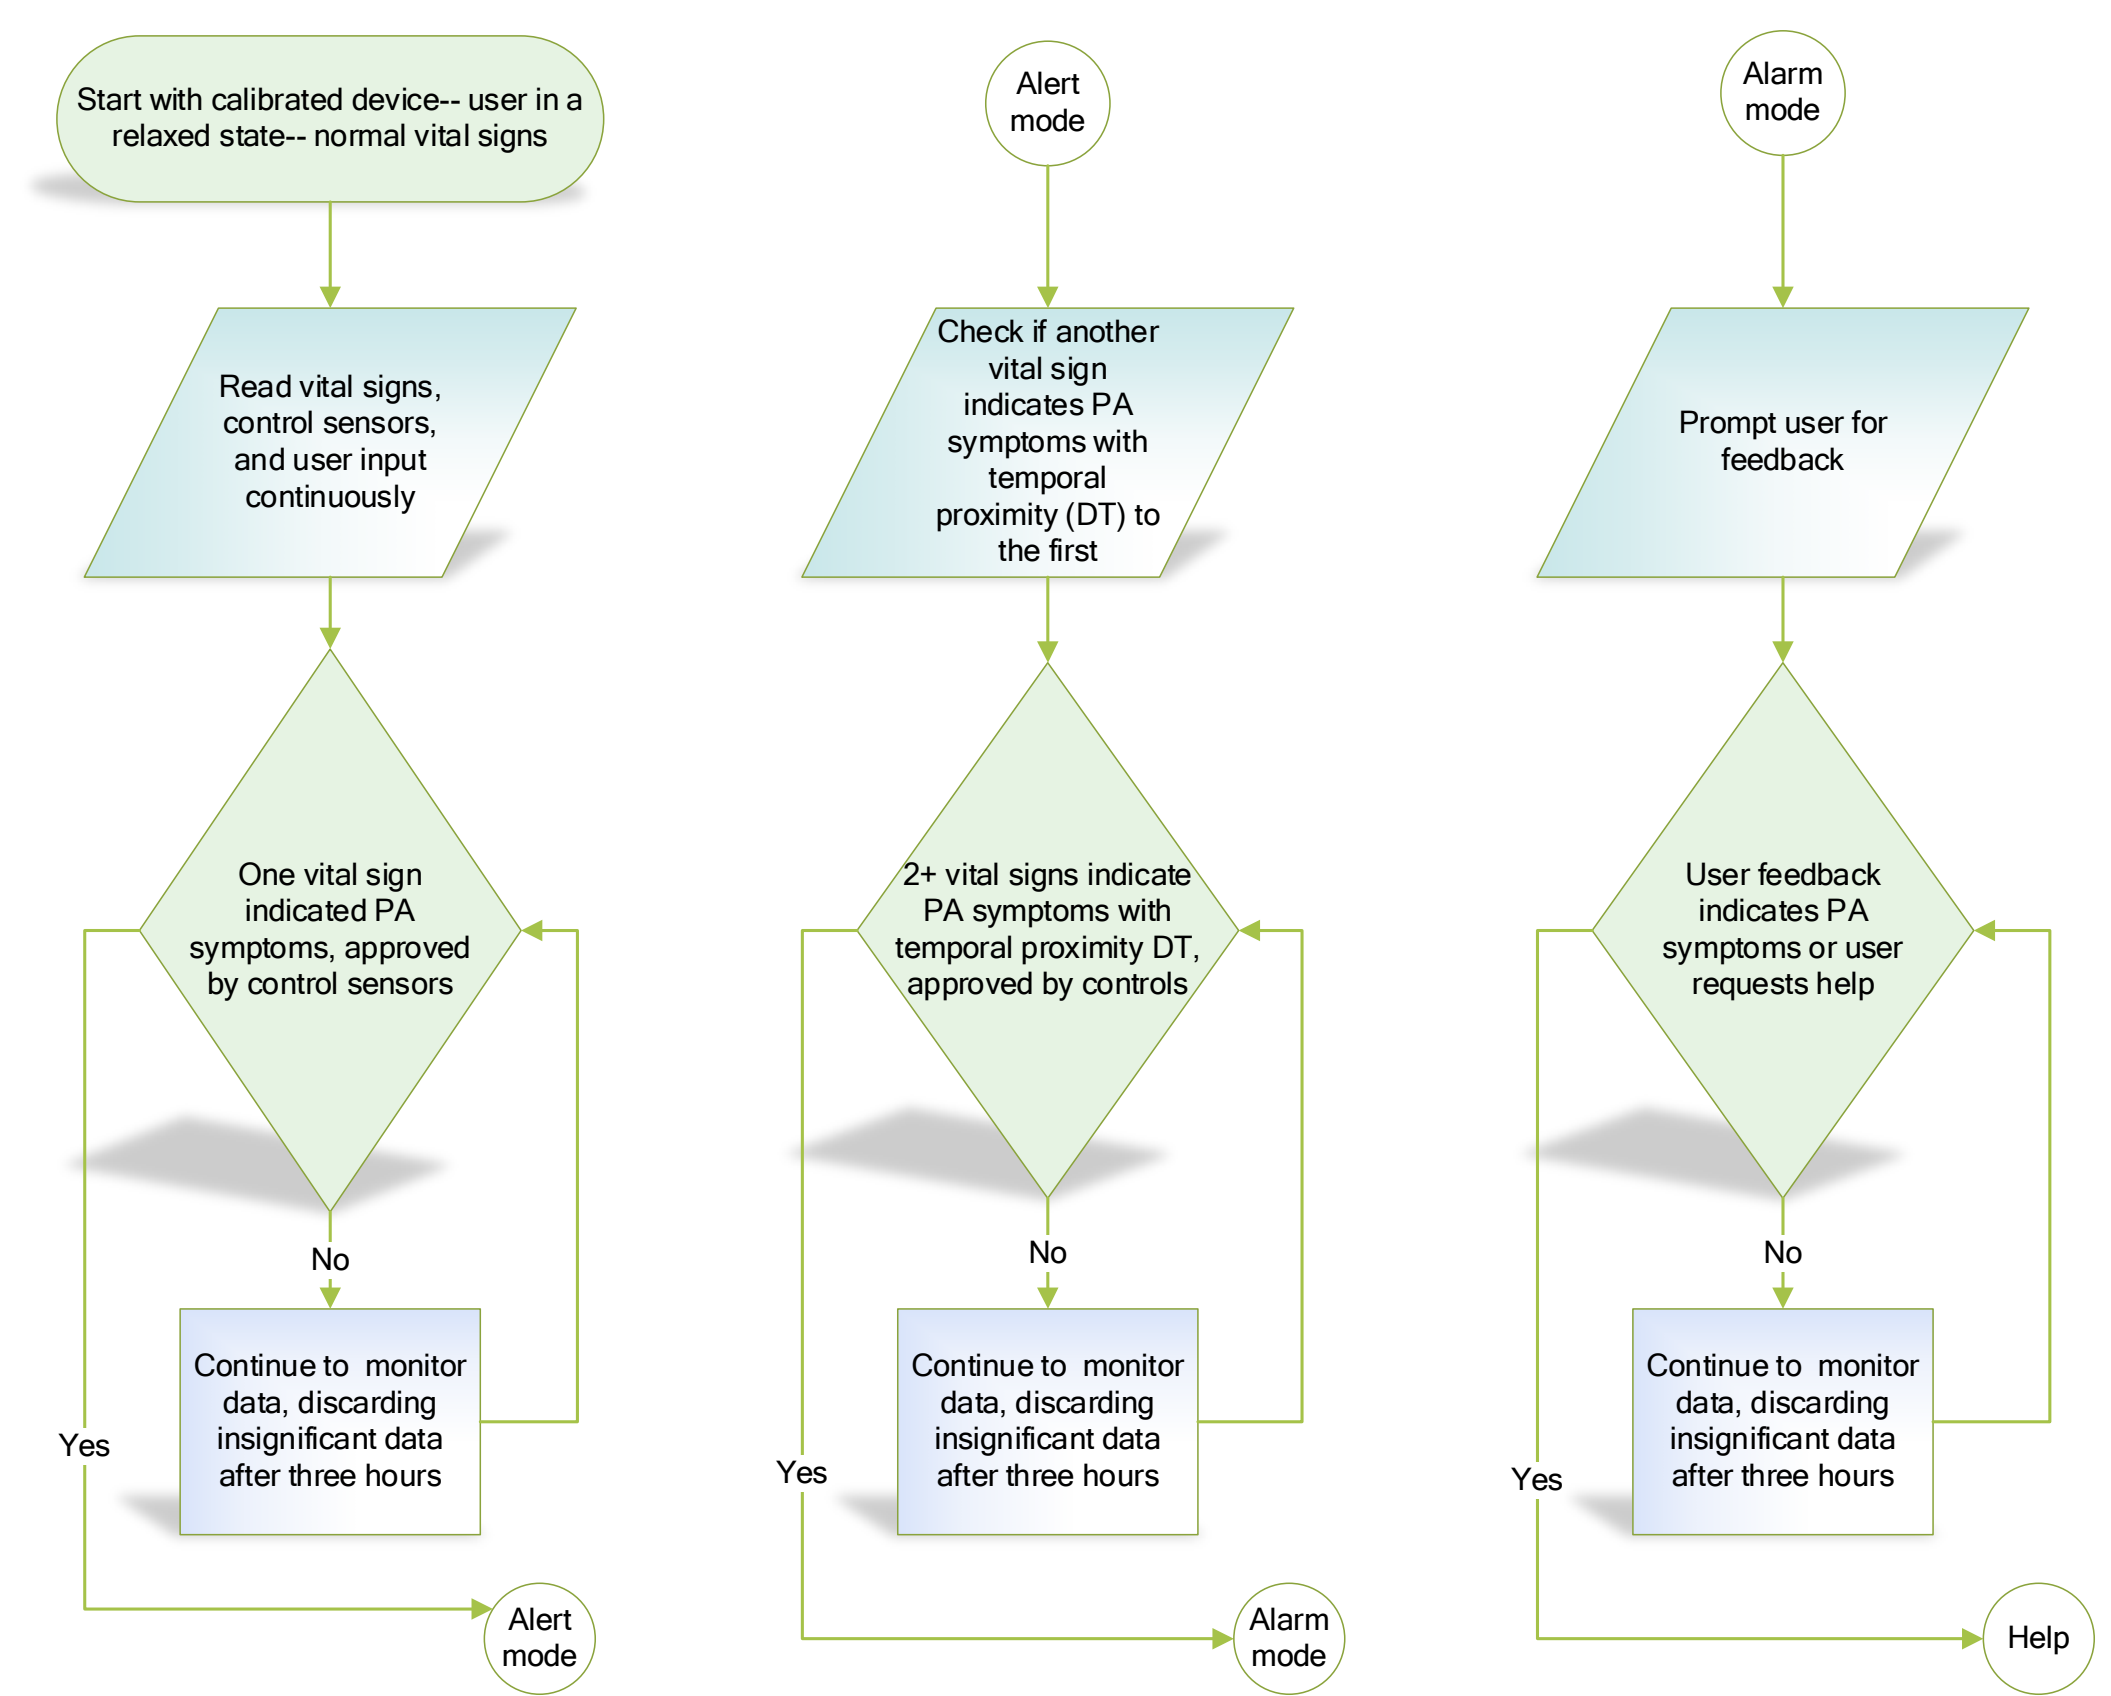 Start with calibrated device-- user in a
relaxed state-- normal vital signs
Read vital signs,
control sensors,
and user input
continuously
One vital sign
indicated PA
symptoms, approved
by control sensors
No
Continue to  monitor
data, discarding
insignificant data
after three hours
Yes
Alert
mode
Alert
mode
Check if another
vital sign
indicates PA
symptoms with
temporal
proximity (DT) to
the first
2+ vital signs indicate
PA symptoms with
temporal proximity DT,
approved by controls
No
Continue to  monitor
data, discarding
insignificant data
after three hours
Yes
Alarm
mode
Alarm
mode
Prompt user for
feedback
User feedback
indicates PA
symptoms or user
requests help
No
Continue to  monitor
data, discarding
insignificant data
after three hours
Yes
Help